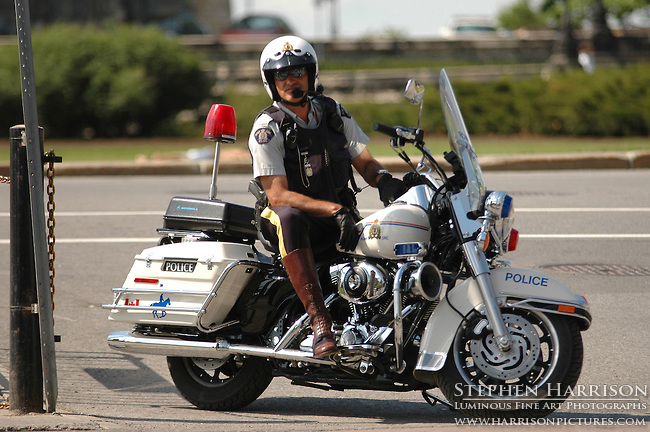 POLICE
POLICE
STEPHEN HARRISON
LUMINOUS FINE ART PHOTOGRAPHS
WWW.HARRISONPICTURES.COM